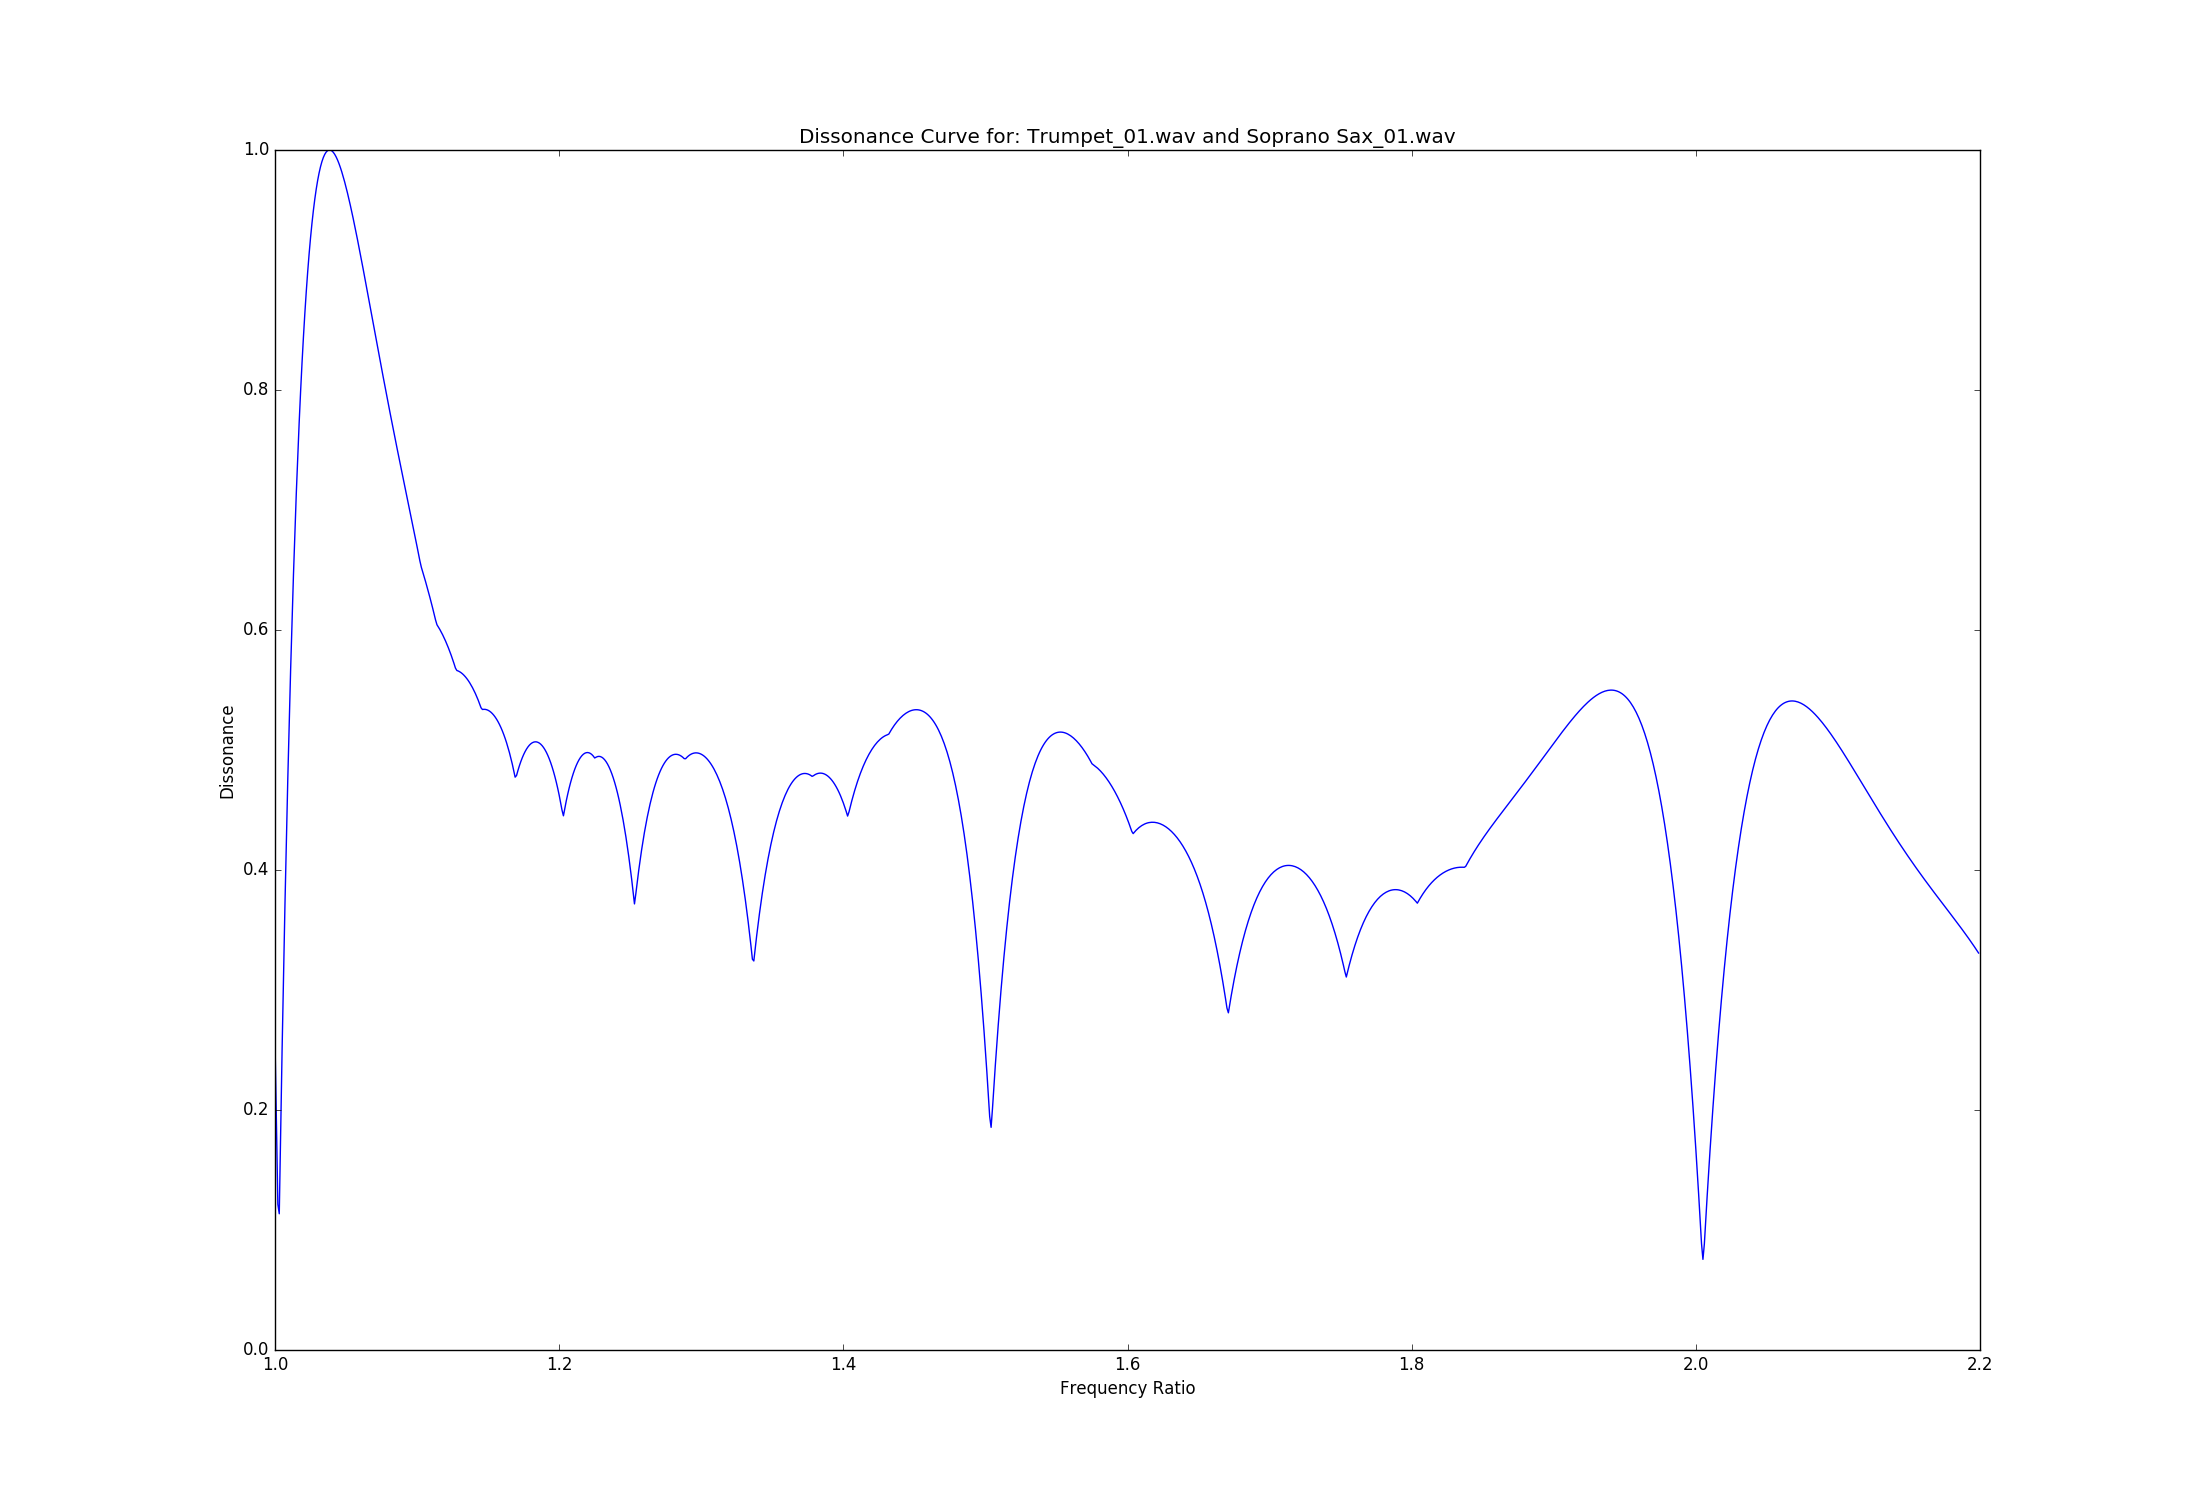 Dissonance Curve for: Trumpet_01.wav and Soprano Sax_01.wav
1.0
0.8
0.6
0.4
0.2
0.0
Dissonance
1.0 1.2 1.4 1.6 1.8 2.0 2.2
Frequency Ratio